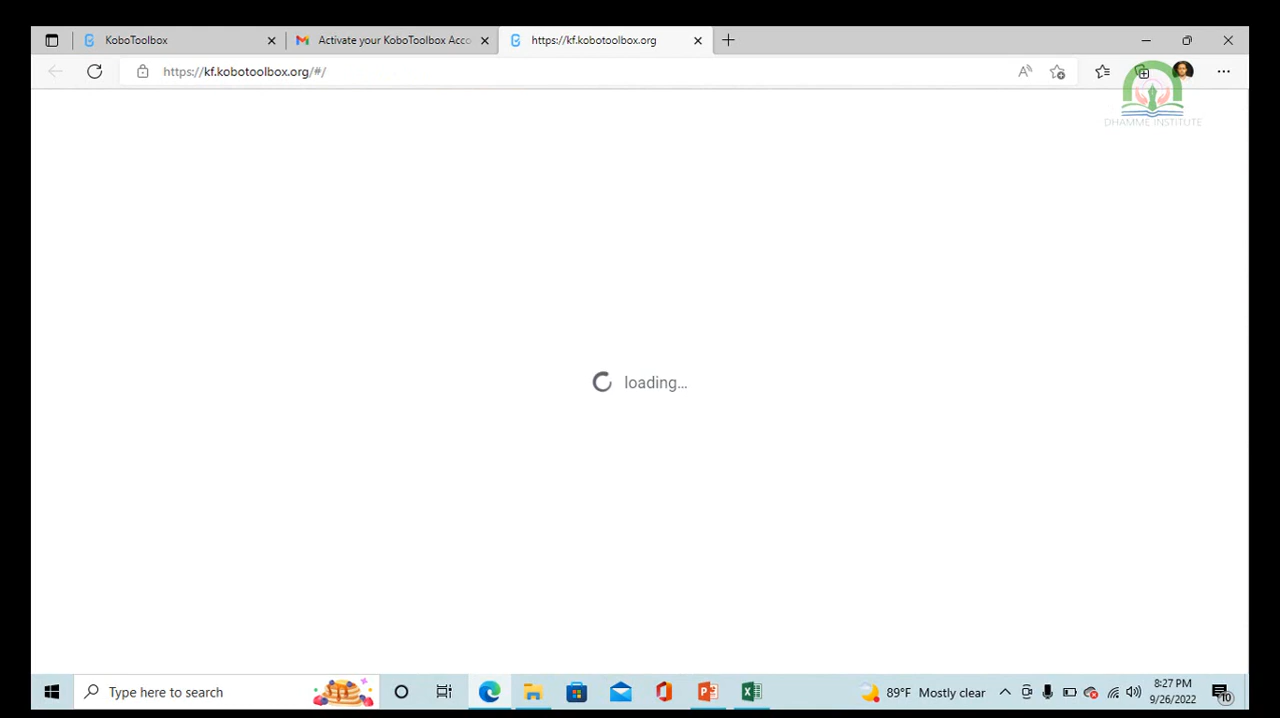 KoboToolbox
Activate your KoboToolbox Acco
https://kf.kobotoolbox.org
https://kf.kobotoolbox.org/#/
DHAMME INSTITUTE
loading...
Type here to search
89°F Mostly clear
8:27 PM
9/26/2022
10